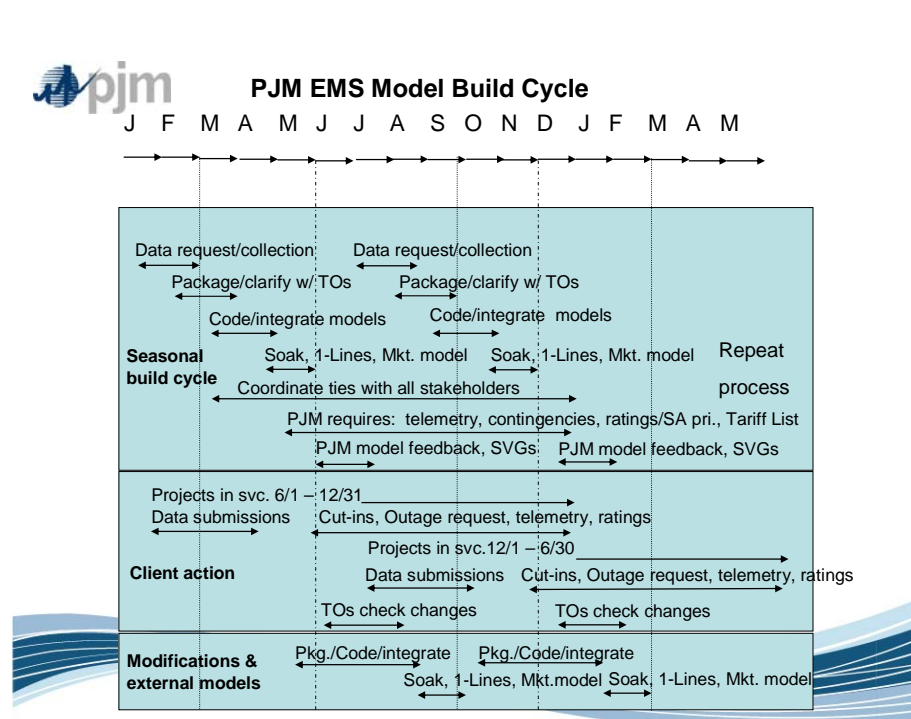 pjm
PJM EMS Model Build Cycle
J F M A M J J A S O N D J F M A M
Data request/collection Data request/collection
Package/clarify w/ TOs Package/clarify w/ TOs
Code/integrate models Code/integrate models
Seasonal build cycle
Soak, 1-Lines, Mkt. model Soak, 1-Lines, Mkt. model
Repeat process
Coordinate ties with all stakeholders
PJM requires: telemetry, contingencies, ratings/SA pri., Tariff List
PJM model feedback, SVGs PJM model feedback, SVGs
Projects in svc. 6/1 – 12/31
Data submissions Cut-ins, Outage request, telemetry, ratings
Projects in svc.12/1 – 6/30
Client action
Data submissions Cut-ins, Outage request, telemetry, ratings
TOs check changes TOs check changes
Modifications &
external models
Pkg./Code/integrate Pkg./Code/integrate
Soak, 1-Lines, Mkt.model Soak, 1-Lines, Mkt. model